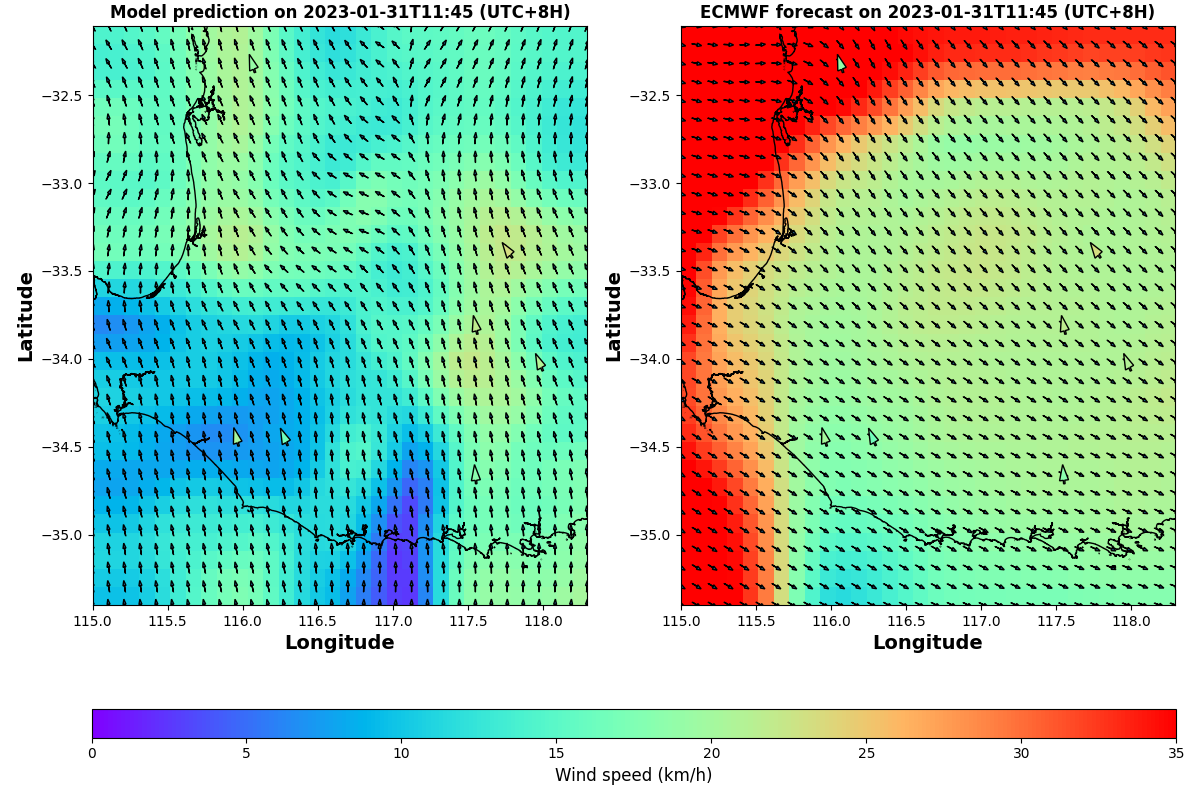 Model prediction on 2023-01-31T11:45 (UTC+8H)
ECMWF forecast on 2023-01-31T11:45 (UTC+8H)
Latitude
−32.5
−33.0
−33.5
−34.0
−34.5
−35.0
115.0 115.5 116.0 116.5 117.0 117.5 118.0
Longitude
Latitude
−32.5
−33.0
−33.5
−34.0
−34.5
−35.0
115.0 115.5 116.0 116.5 117.0 117.5 118.0
Longitude
0 5 10 15 20 25 30 35
Wind speed (km/h)